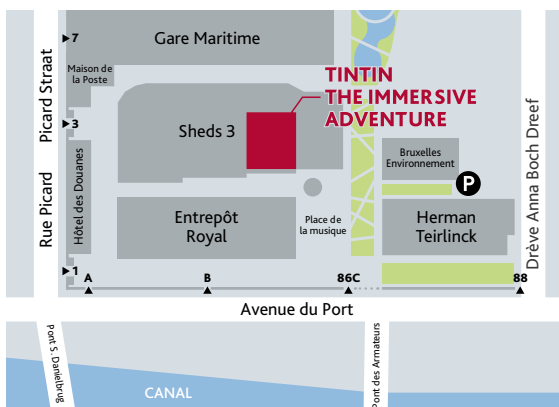 7
Gare Maritime
Maison de
la Poste
Picard Straat
Rue Picard
3
Sheds 3
TINTIN
THE IMMERSIVE
ADVENTURE
Bruxelles
Environnement
P
Drève Anna Boch Dreef
Hôtel des Douanes
Entrepôt
Royal
Place de
la musique
Herman
Teirlinck
1
A
B
86C
88
Avenue du Port
Pont S. Danielbrug
CANAL
Pont des Armateurs